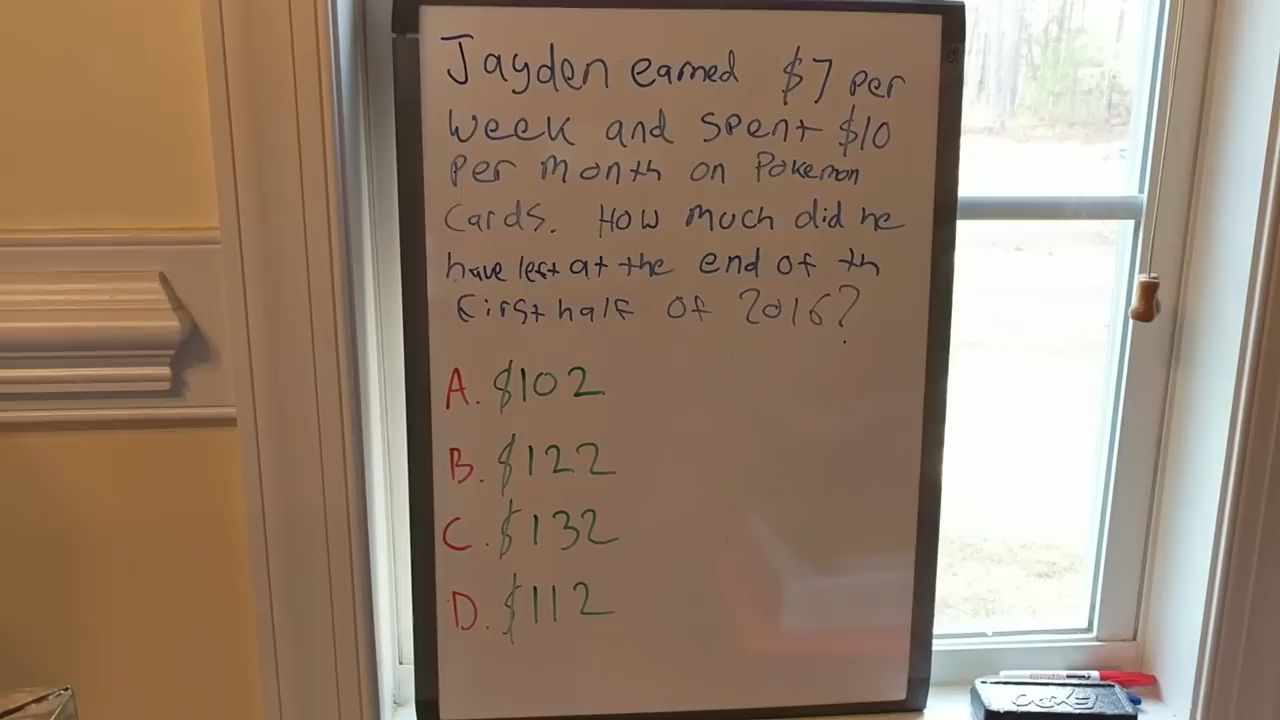 Jayden earned $7 per
week and spent $10
per month on Pokemon
cards. How much did he
have left at the end of th
first half of 2016?
A. $102
B. $122
C. $132
D. $112
EXPO